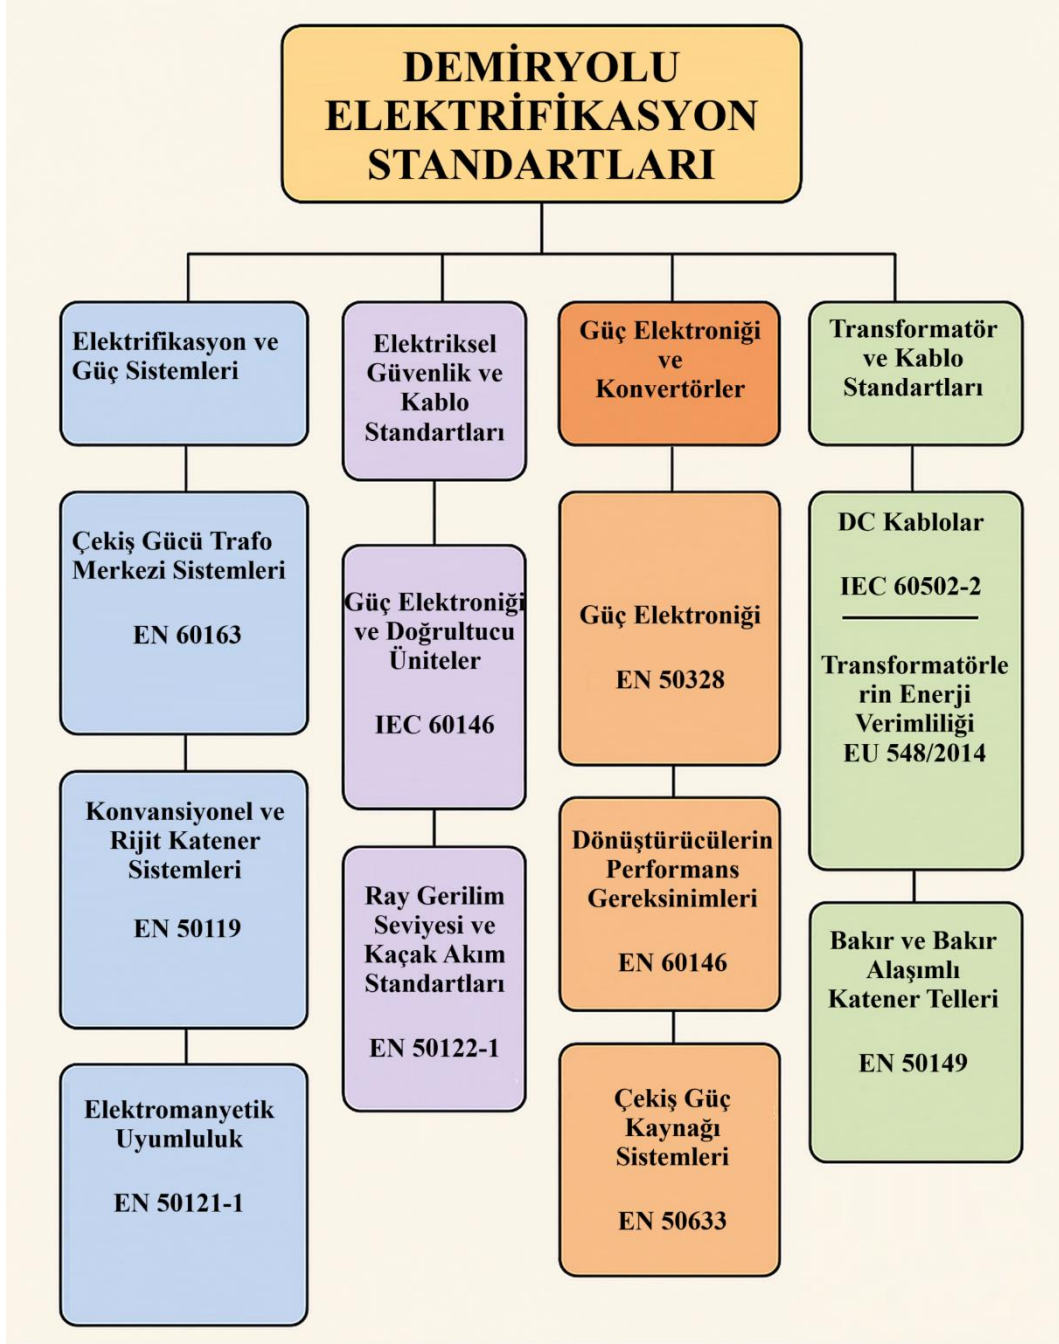 DEMİRYOLU
ELEKTRİFİKASYON
STANDARTLARI
Elektrifikasyon ve
Güç Sistemleri
Çekiş Gücü Trafo
Merkezi Sistemleri
EN 60163
Konvansiyonel ve
Rijit Katener
Sistemleri
EN 50119
Elektromanyetik
Uyumluluk
EN 50121-1
Elektriksel
Güvenlik ve
Kablo
Standartları
Güç Elektroniği
ve Doğrultucu
Üniteler
IEC 60146
Ray Gerilim
Seviyesi ve
Kaçak Akım
Standartları
EN 50122-1
Güç Elektroniği
ve
Konvertörler
Güç Elektroniği
EN 50328
Dönüştürücülerin
Performans
Gereksinimleri
EN 60146
Çekiş Güç
Kaynağı
Sistemleri
EN 50633
Transformatör
ve Kablo
Standartları
DC Kablolar
IEC 60502-2
Transformatörle
rin Enerji
Verimliliği
EU 548/2014
Bakır ve Bakır
Alaşımlı
Katener Telleri
EN 50149